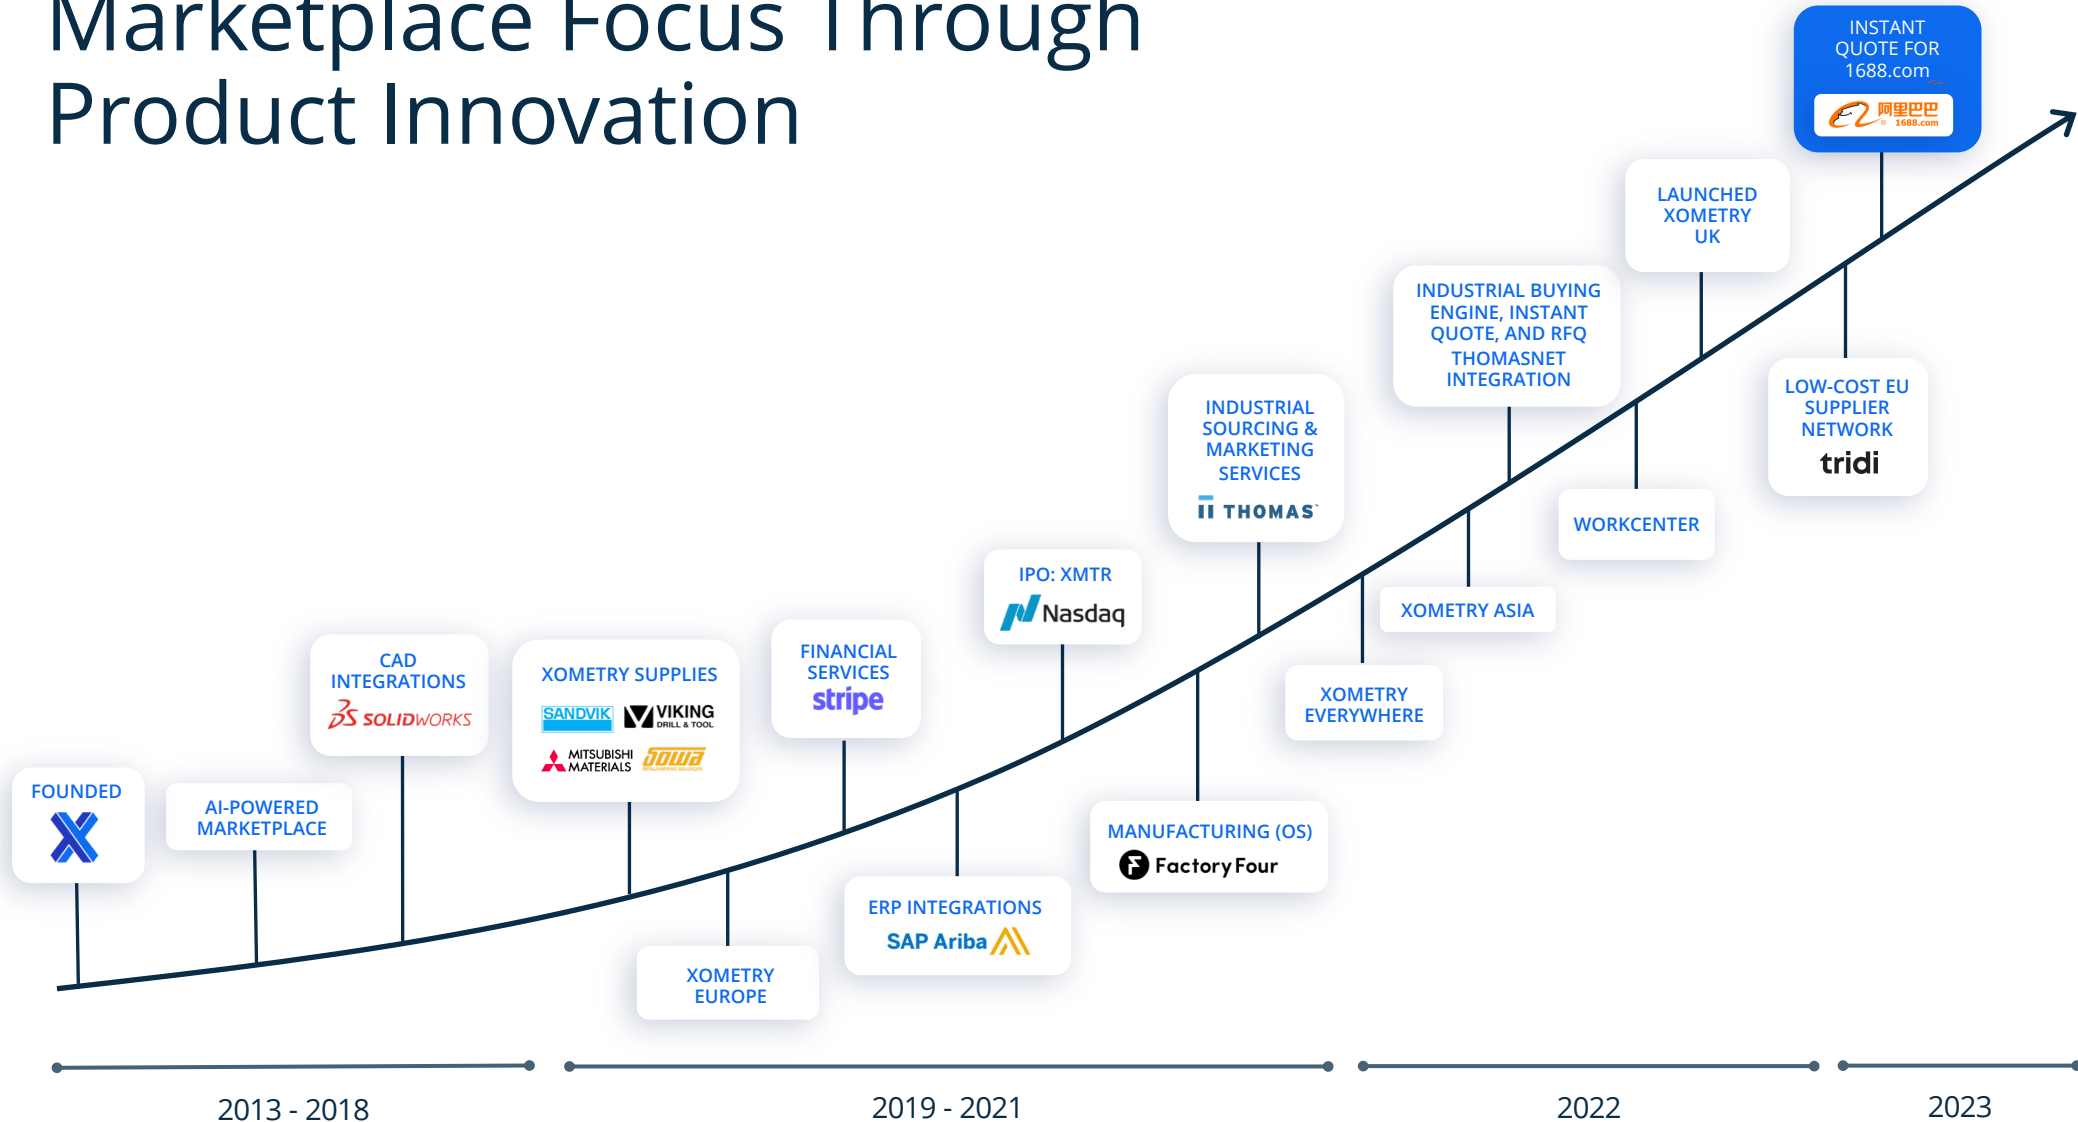 Marketplace Focus Through
Product Innovation
INSTANT
QUOTE FOR
1688.com
阿里巴巴
1688.com
LAUNCHED
XOMETRY
UK
INDUSTRIAL BUYING
ENGINE, INSTANT
QUOTE, AND RFQ
THOMASNET
INTEGRATION
LOW-COST EU
SUPPLIER
NETWORK
tridi
INDUSTRIAL
SOURCING &
MARKETING
SERVICES
THOMAS
WORKCENTER
IPO: XMTR
Nasdaq
XOMETRY ASIA
XOMETRY
EVERYWHERE
FINANCIAL
SERVICES
stripe
CAD
INTEGRATIONS
SOLIDWORKS
XOMETRY SUPPLIES
SANDVIK
VIKING
DRILL & TOOL
MITSUBISHI
MATERIALS
sowa
FOUNDED
AI-POWERED
MARKETPLACE
MANUFACTURING (OS)
Factory Four
ERP INTEGRATIONS
SAP Ariba
XOMETRY
EUROPE
2013 - 2018
2019 - 2021
2022
2023